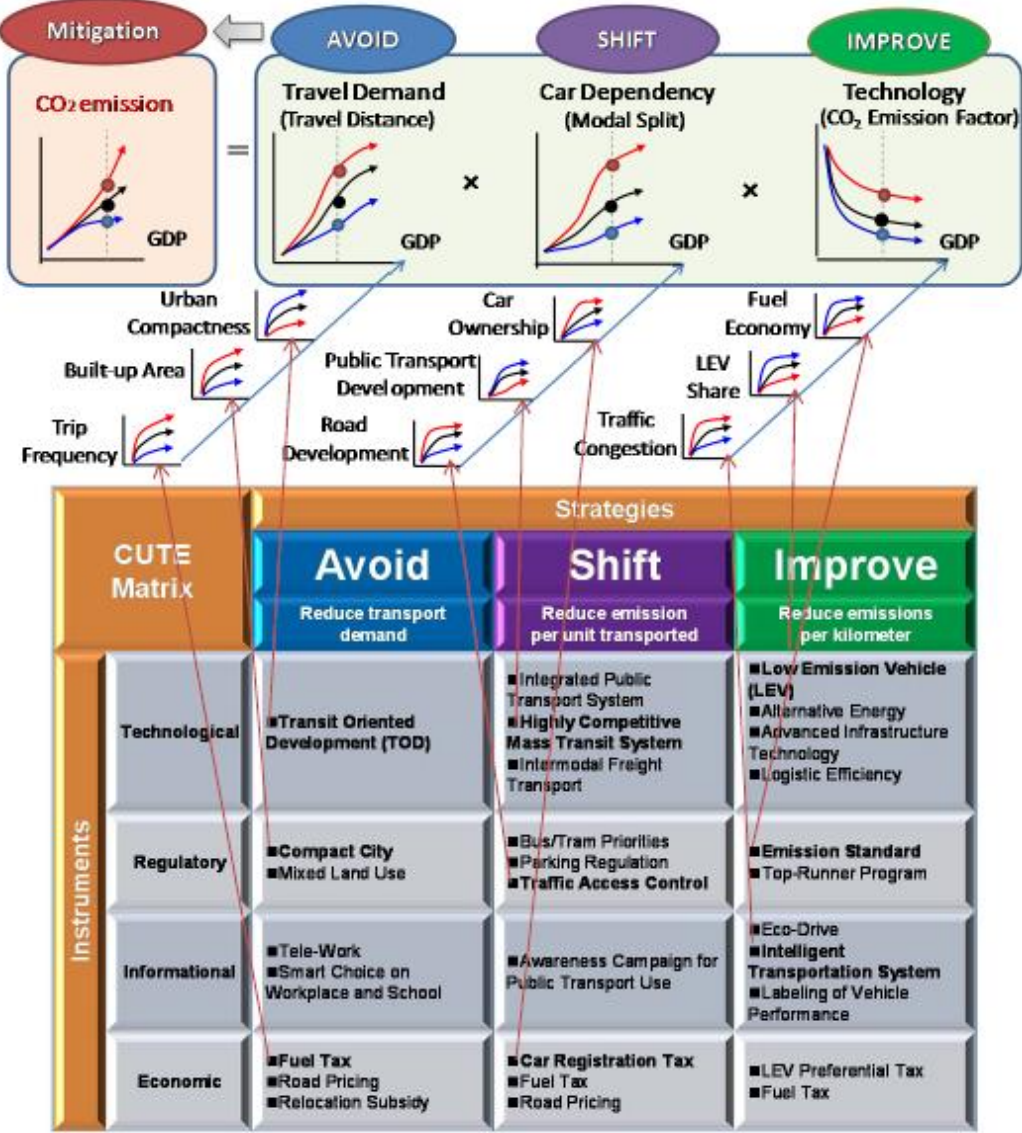 Mitigation
AVOID
SHIFT
IMPROVE
CO₂ emission
GDP
=
Travel Demand
(Travel Distance)
GDP
×
Car Dependency
(Modal Split)
GDP
×
Technology
(CO₂ Emission Factor)
GDP
Urban
Compactness
Built-up Area
Trip
Frequency
Car
Ownership
Public Transport
Development
Road
Development
Fuel
Economy
LEV
Share
Traffic
Congestion
CUTE
Matrix
Strategies
Avoid
Shift
Improve
Reduce transport
demand
Reduce emission
per unit transported
Reduce emissions
per kilometer
Instruments
Technological
■Transit Oriented
Development (TOD)
■Integrated Public
Transport System
■Highly Competitive
Mass Transit System
■Intermodal Freight
Transport
■Low Emission Vehicle
(LEV)
■Alternative Energy
■Advanced Infrastructure
Technology
■Logistic Efficiency
Regulatory
■Compact City
■Mixed Land Use
■Bus/Tram Priorities
■Parking Regulation
■Traffic Access Control
■Emission Standard
■Top-Runner Program
Informational
■Tele-Work
■Smart Choice on
Workplace and School
■Awareness Campaign for
Public Transport Use
■Eco-Drive
■Intelligent
Transportation System
■Labeling of Vehicle
Performance
Economic
■Fuel Tax
■Road Pricing
■Relocation Subsidy
■Car Registration Tax
■Fuel Tax
■Road Pricing
■LEV Preferential Tax
■Fuel Tax